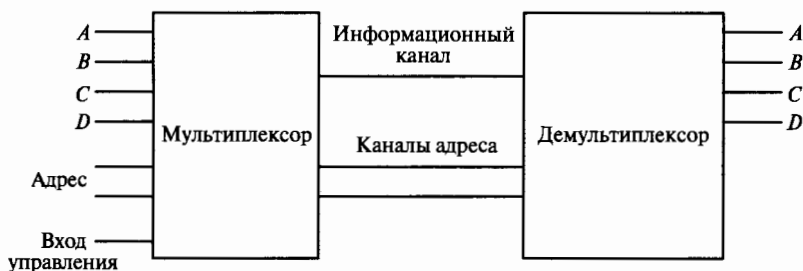 A
B
C
D
Адрес
Вход
управления
Мультиплексор
Информационный
канал
Каналы адреса
Демультиплексор
A
B
C
D